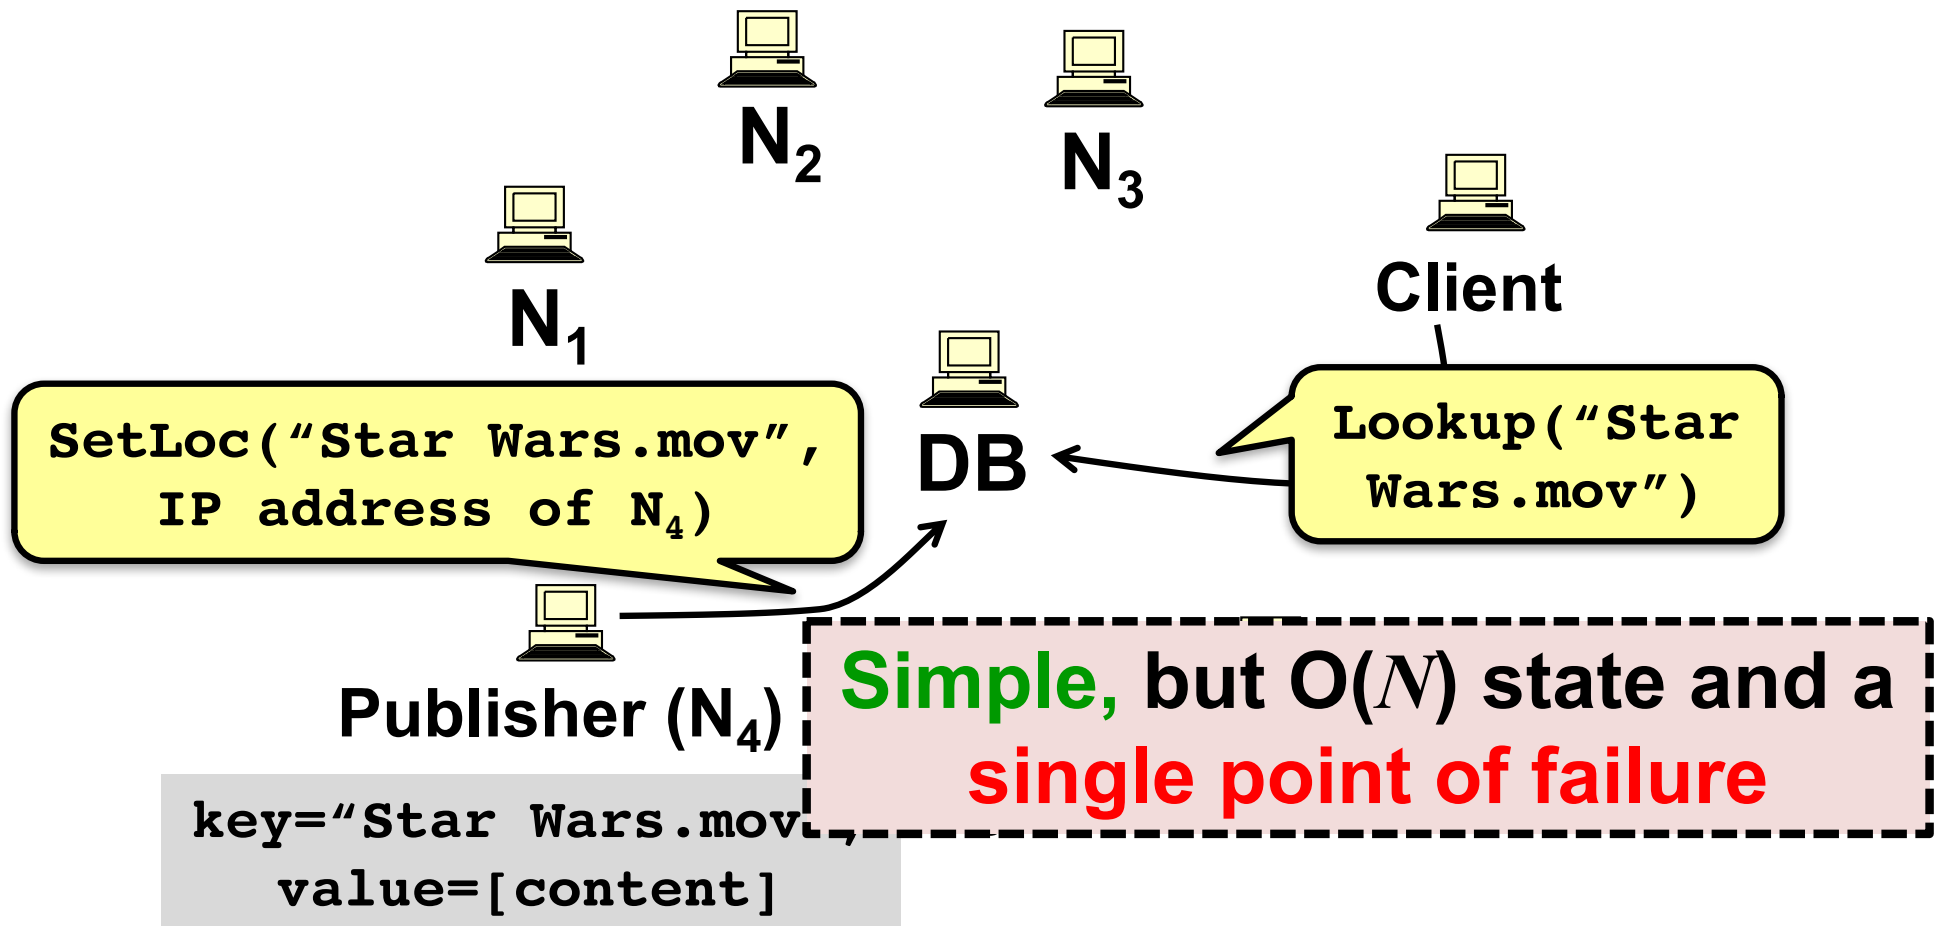 N₂
N₃
N₁
Client
SetLoc(“Star Wars.mov”,
IP address of N₄)
DB
Lookup(“Star
Wars.mov”)
Publisher (N₄)
Simple, but O(N) state and a
single point of failure
key=“Star Wars.mov
value=[content]